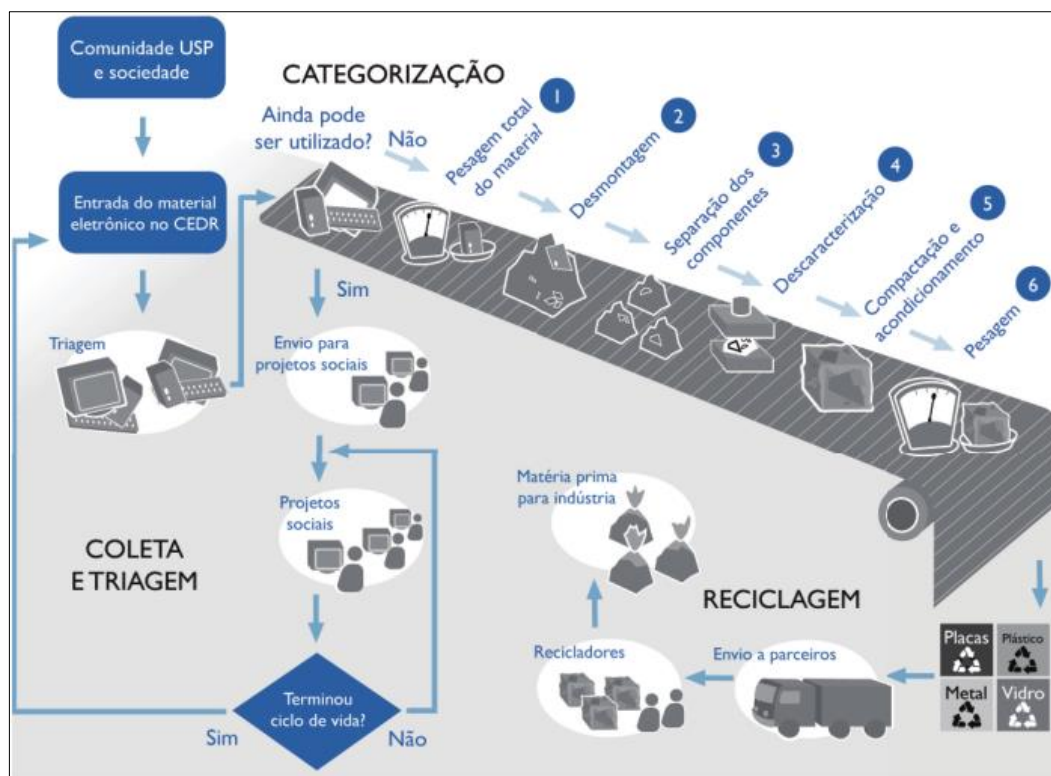 Comunidade USP
e sociedade
CATEGORIZAÇÃO
Ainda pode
ser utilizado?
Não
1
Pesagem total
do material
2
Desmontagem
3
Separação dos
componentes
4
Descaracterização
5
Compactação e
acondicionamento
6
Pesagem
Entrada do material
eletrônico no CEDR
Sim
Triagem
Envio para
projetos sociais
Projetos
sociais
COLETA
E TRIAGEM
Terminou
ciclo de vida?
Sim
Não
Matéria prima
para indústria
RECICLAGEM
Recicladores
Envio a parceiros
Placas
Plástico
Metal
Vidro